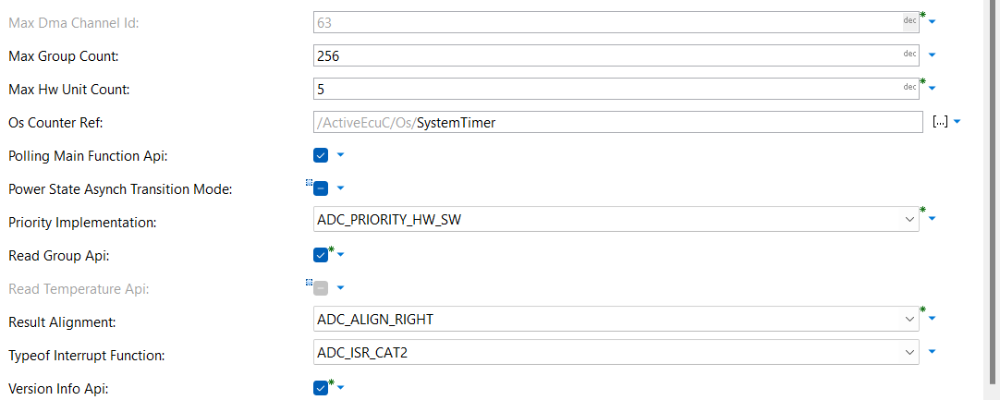 Max Dma Channel Id: 63 dec
Max Group Count: 256 dec
Max Hw Unit Count: 5 dec
Os Counter Ref: /ActiveEcuC/Os/SystemTimer [...]
Polling Main Function Api:
Power State Asynch Transition Mode:
Priority Implementation: ADC_PRIORITY_HW_SW
Read Group Api:
Read Temperature Api:
Result Alignment: ADC_ALIGN_RIGHT
Typeof Interrupt Function: ADC_ISR_CAT2
Version Info Api: